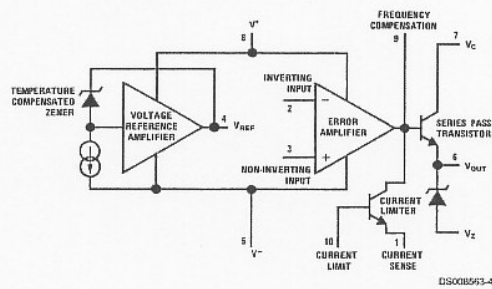 FREQUENCY
COMPENSATION
9
V+
8
7
VC
TEMPERATURE
COMPENSATED
ZENER
VOLTAGE
REFERENCE
AMPLIFIER
4
VREF
INVERTING
INPUT
2
ERROR
AMPLIFIER
SERIES PASS
TRANSISTOR
3
NON-INVERTING
INPUT
6
VOUT
CURRENT
LIMITER
5
V−
10
CURRENT
LIMIT
1
CURRENT
SENSE
VZ
DS008563-4